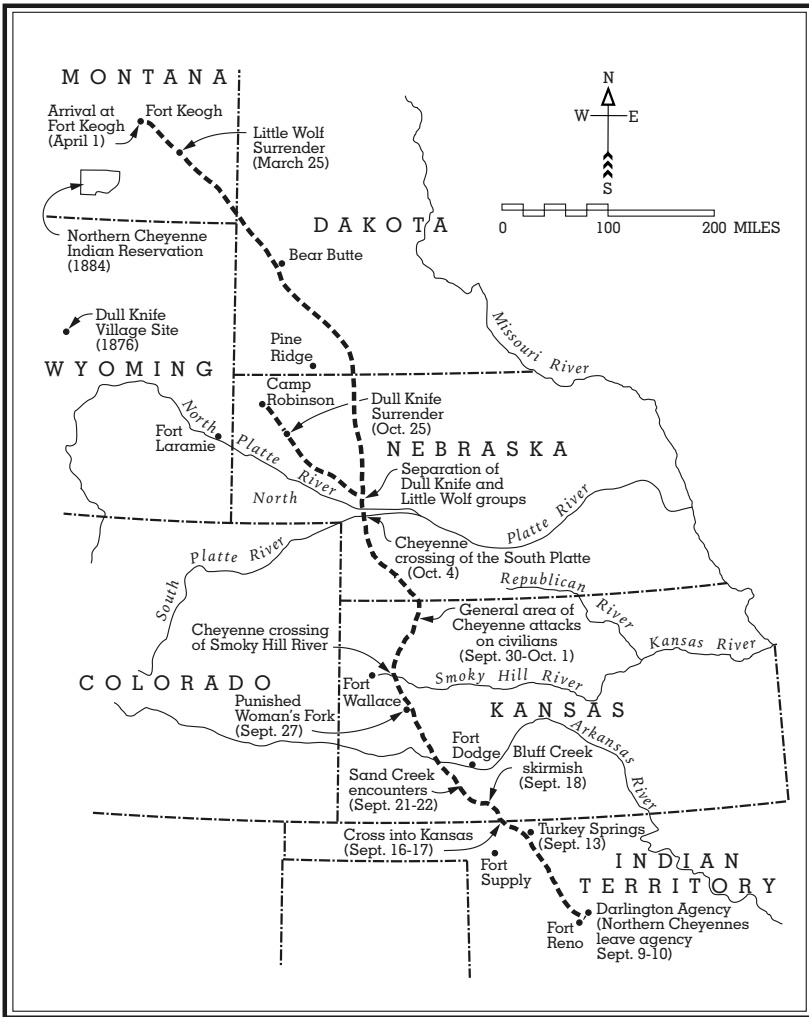 MONTANA
Arrival at
Fort Keogh
(April 1)
Fort Keogh
Little Wolf
Surrender
(March 25)
N
W
E
S
100
200 MILES
DAKOTA
Northern Cheyenne
Indian Reservation
(1884)
Bear Butte
Missouri River
Dull Knife
Village Site
(1876)
WYOMING
Pine
Ridge
Camp
Robinson
Dull Knife
Surrender
(Oct. 25)
Fort
Laramie
North Platte River
NEBRASKA
Separation of
Dull Knife and
Little Wolf groups
North
Platte River
Cheyenne
crossing of the South Platte
(Oct. 4)
South Platte River
Republican River
General area of
Cheyenne attacks
on civilians
(Sept. 30-Oct. 1)
Kansas River
Cheyenne crossing
of Smoky Hill River
Smoky Hill River
COLORADO
Fort
Wallace
Punished
Woman's Fork
(Sept. 27)
KANSAS
Arkansas River
Fort
Dodge
Bluff Creek
skirmish
(Sept. 18)
Sand Creek
encounters
(Sept. 21-22)
Cross into Kansas
(Sept. 16-17)
Turkey Springs
(Sept. 13)
Fort
Supply
INDIAN
TERRITORY
Fort
Reno
Darlington Agency
(Northern Cheyennes
leave agency
Sept. 9-10)
0